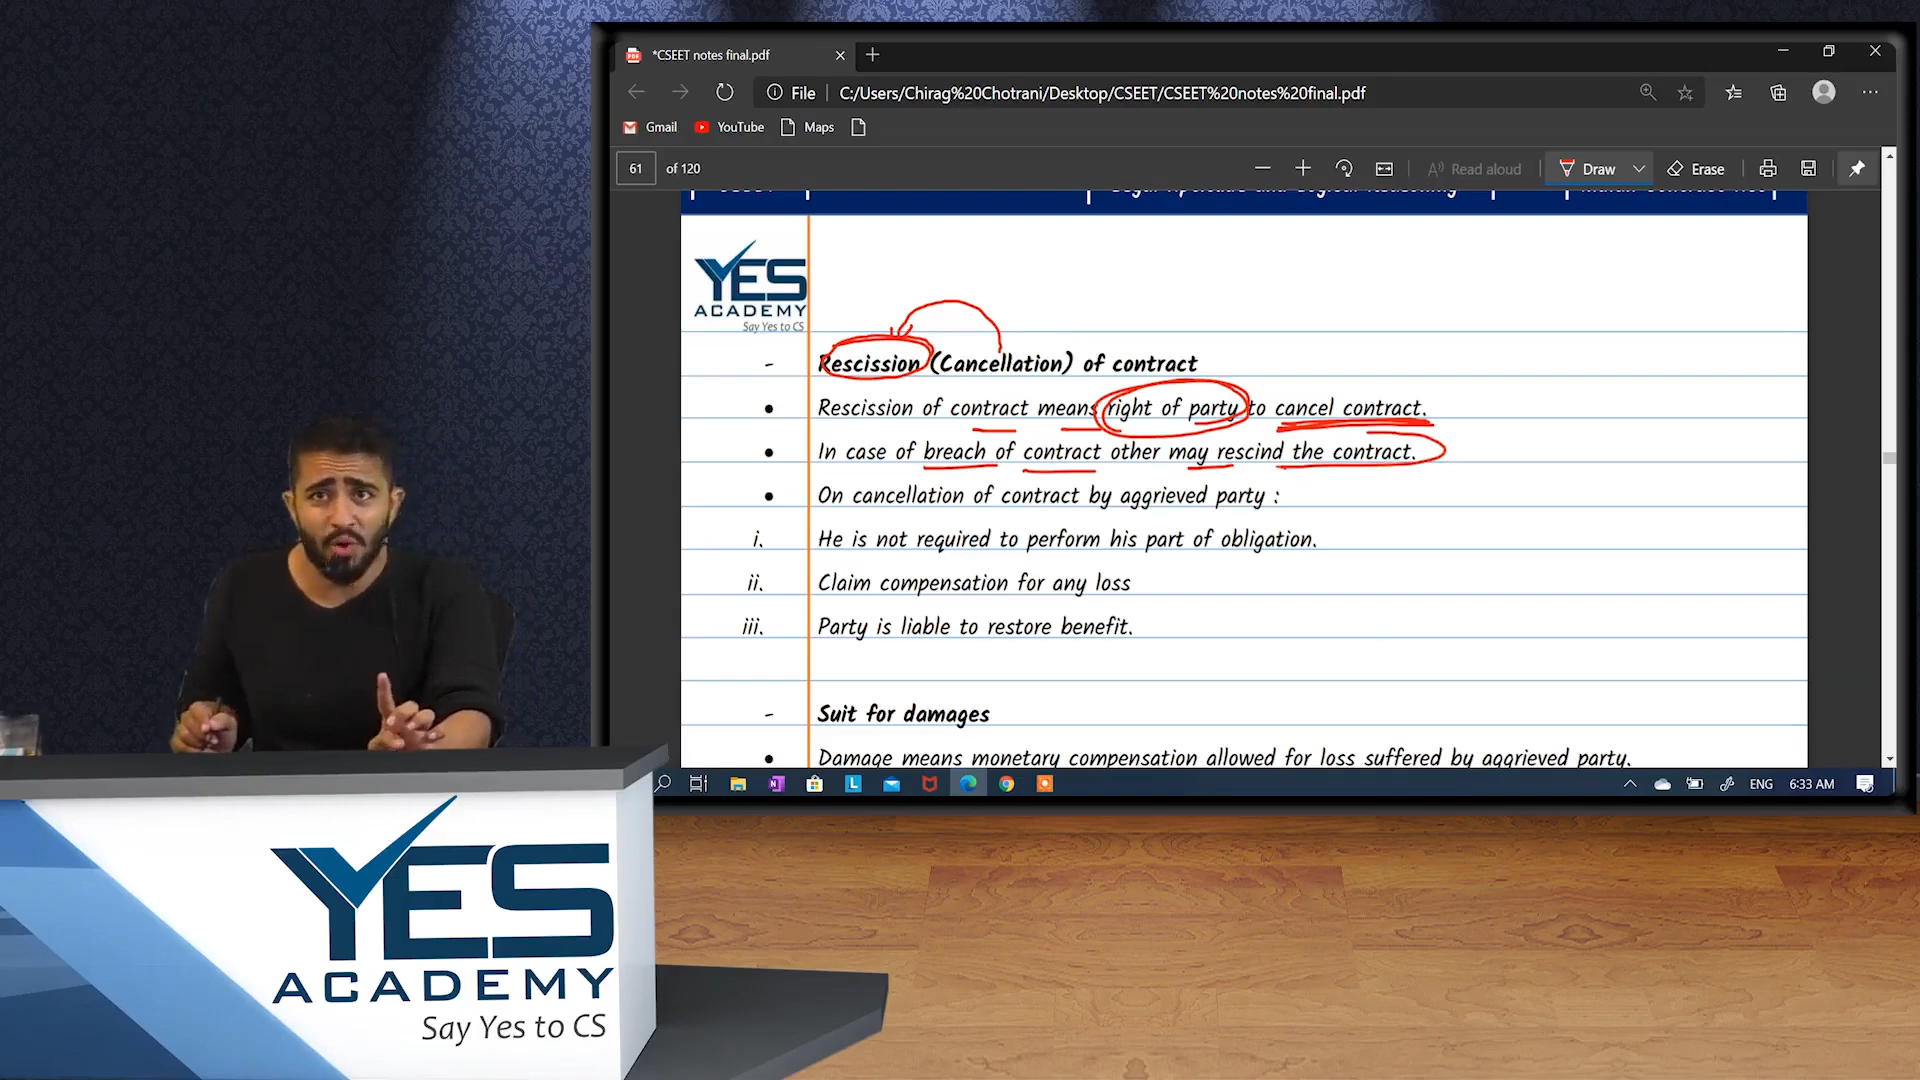 *CSEET notes final.pdf
File | C:/Users/Chirag%20Chotrani/Desktop/CSEET/CSEET%20notes%20final.pdf
Gmail YouTube Maps
61 of 120 Read aloud Draw Erase
YES
ACADEMY
Say Yes to CS
- Rescission (Cancellation) of contract
• Rescission of contract means right of party to cancel contract.
• In case of breach of contract other may rescind the contract.
• On cancellation of contract by aggrieved party :
i. He is not required to perform his part of obligation.
ii. Claim compensation for any loss
iii. Party is liable to restore benefit.
- Suit for damages
• Damage means monetary compensation allowed for loss suffered by aggrieved party.
ENG 6:33 AM
YES
ACADEMY
Say Yes to CS